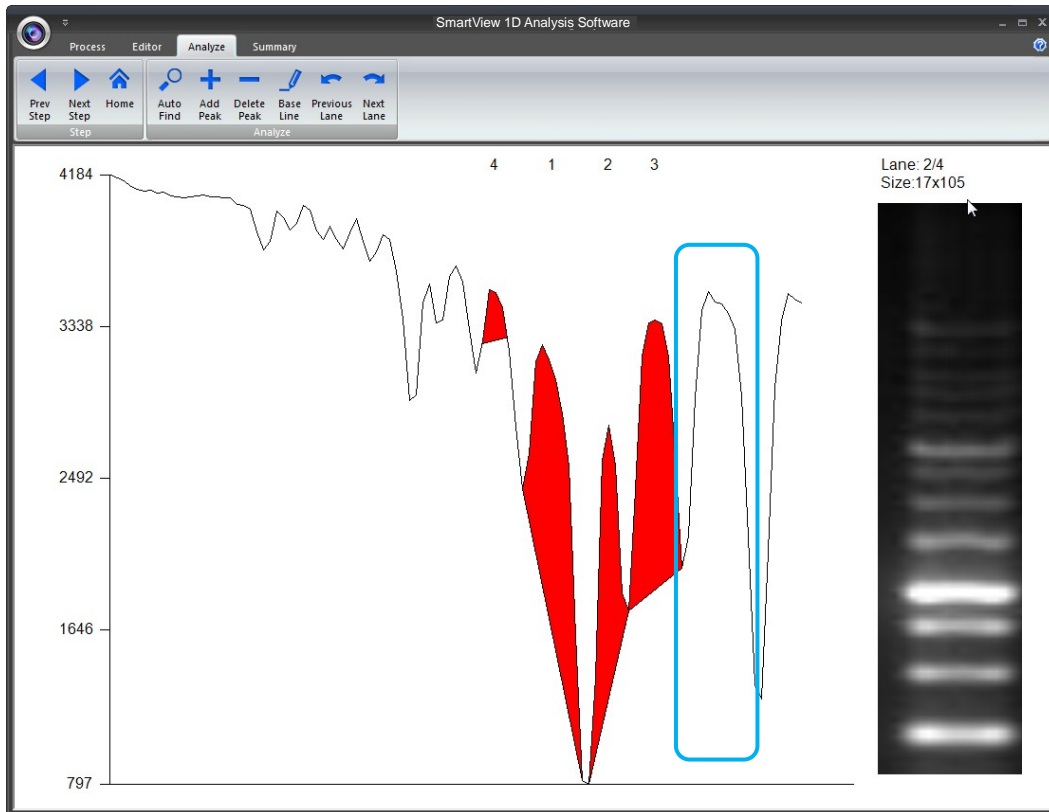 SmartView 1D Analysis Software
Process Editor Analyze Summary
Prev Step
Next Step
Home
Auto Find
Add Peak
Delete Peak
Base Line
Previous Lane
Next Lane
Step
Analyze
4 1 2 3
Lane: 2/4
Size:17x105
4184
3338
2492
1646
797